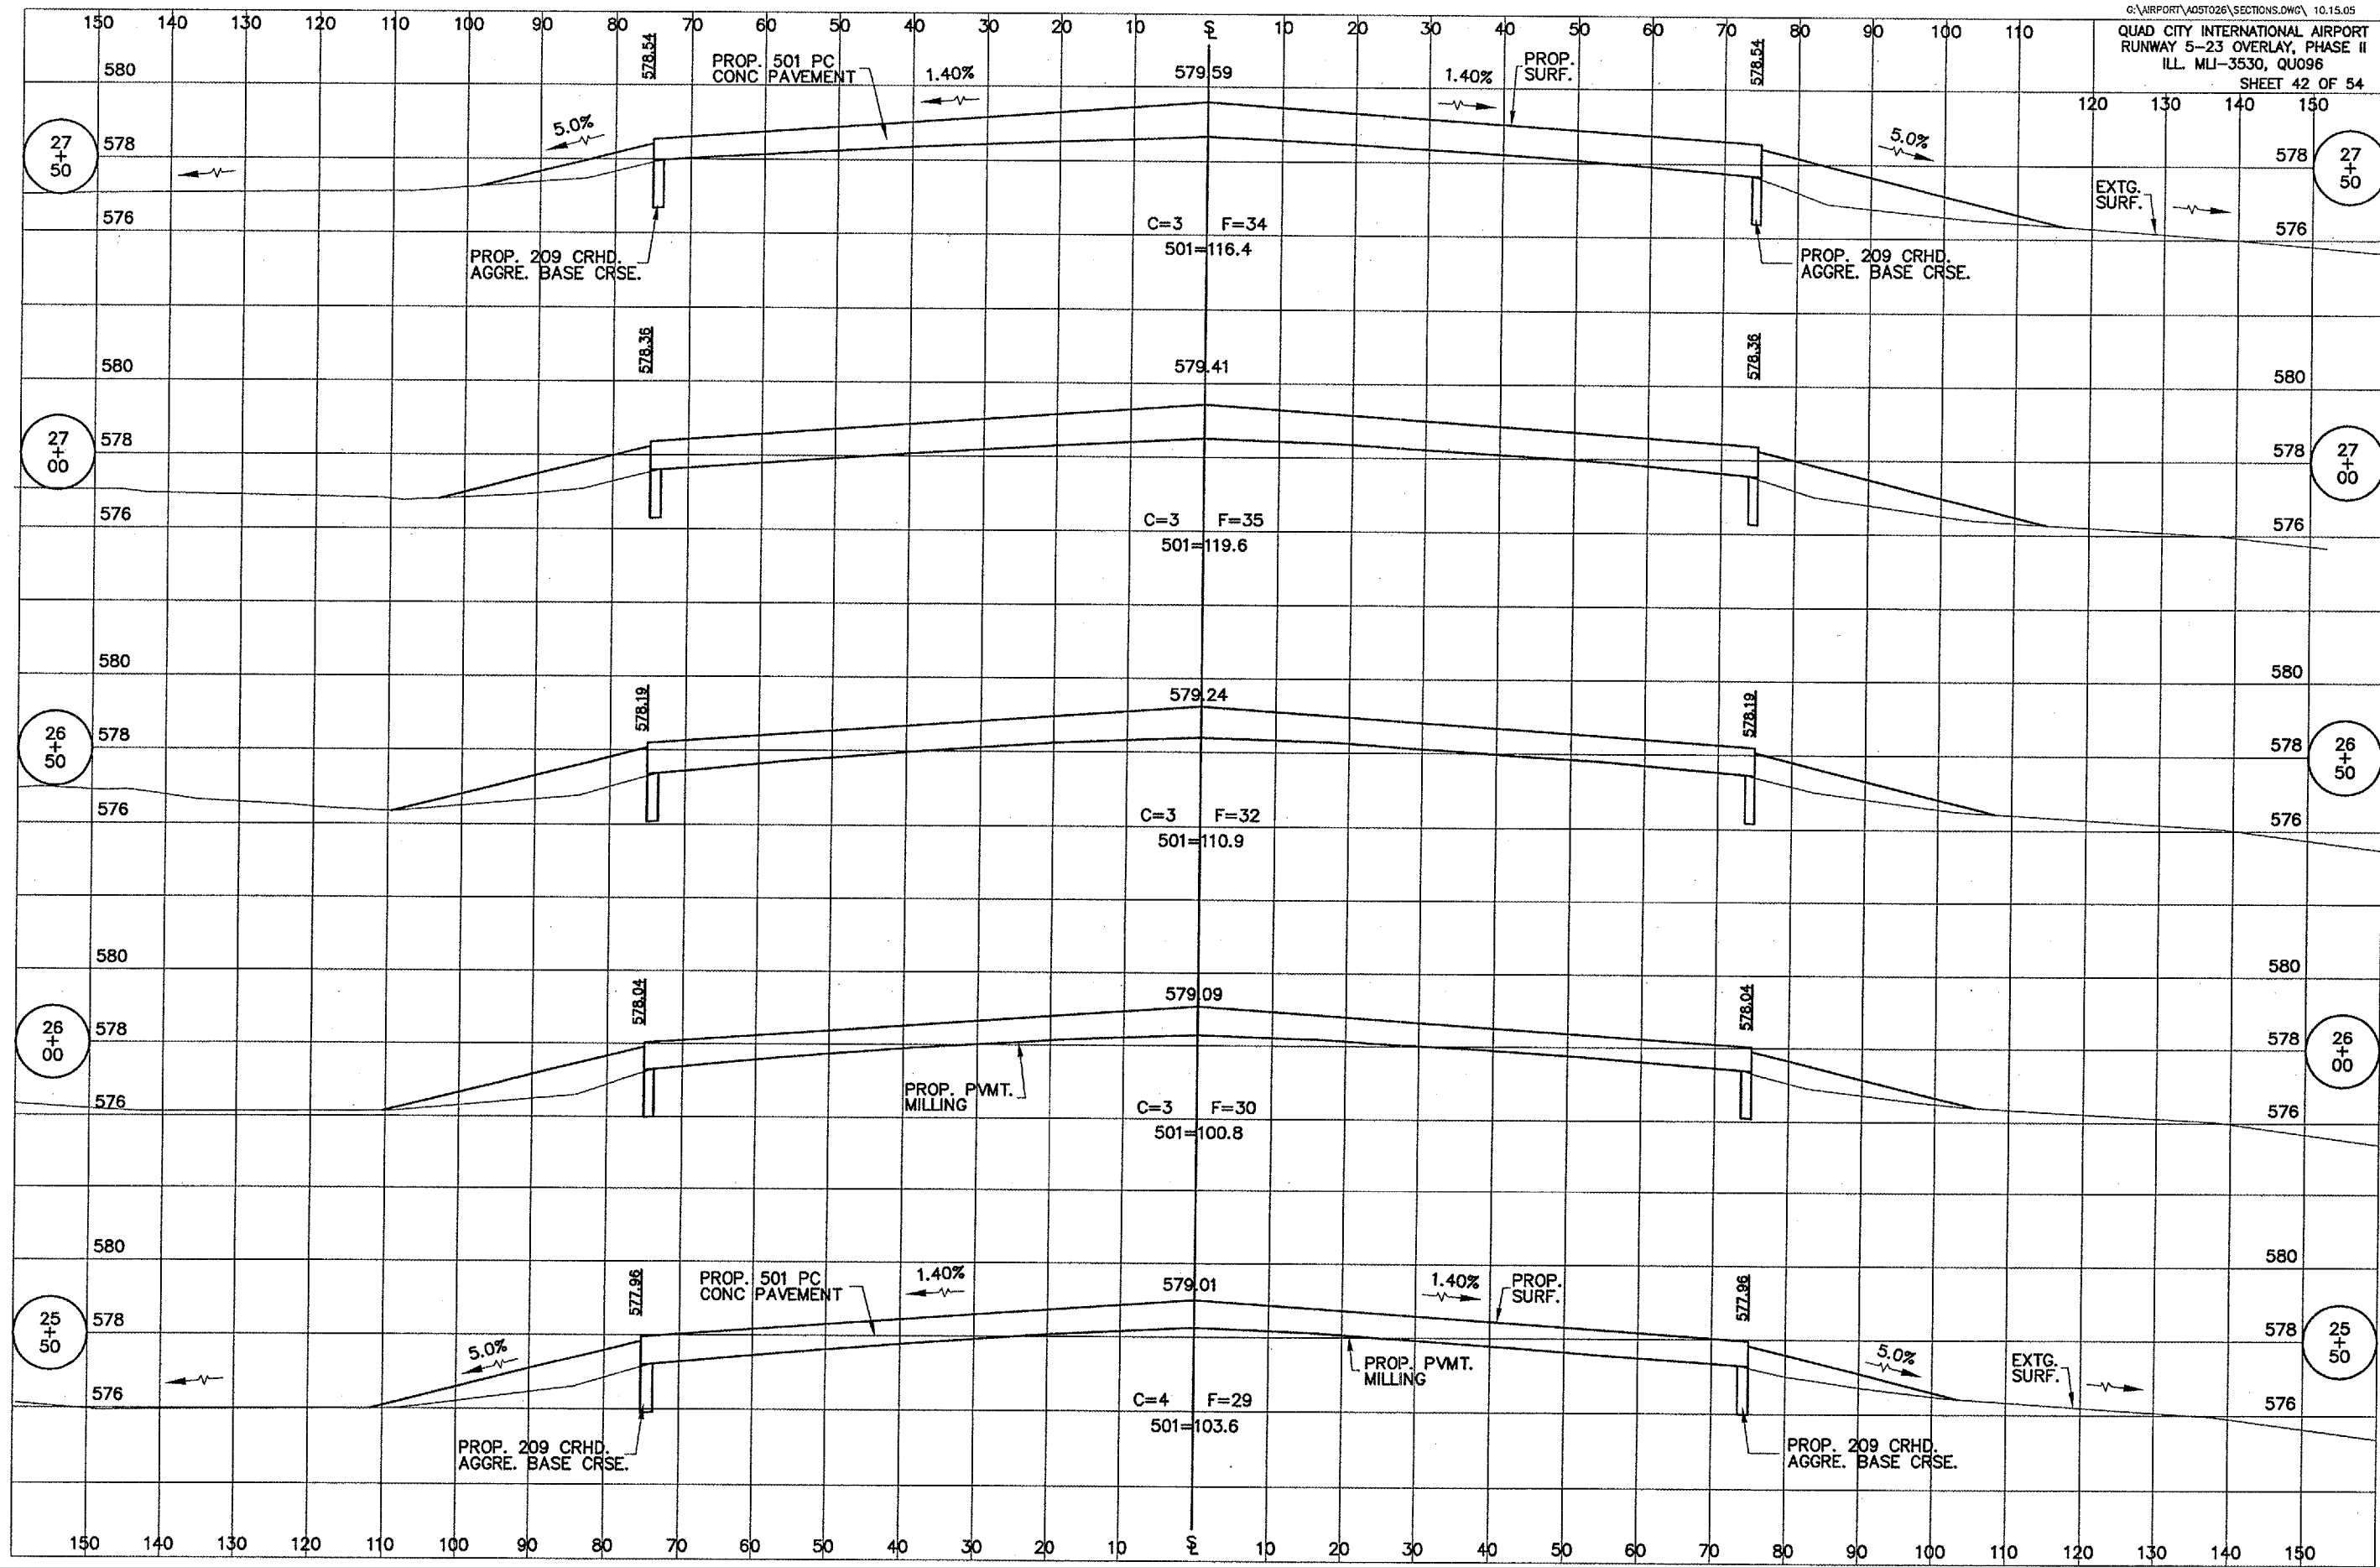 G:\AIRPORT\A05T026\SECTIONS.DWG\ 10.15.05
QUAD CITY INTERNATIONAL AIRPORT
RUNWAY 5-23 OVERLAY, PHASE II
ILL. MLI-3530, QU096
SHEET 42 OF 54
150 140 130 120 110 100 90 80 70 60 50 40 30 20 10 ℄ 10 20 30 40 50 60 70 80 90 100 110
120 130 140 150
580
578.54
PROP. 501 PC
CONC PAVEMENT
1.40%
579.59
1.40%
PROP.
SURF.
578.54
27
+
50
578
5.0%
5.0%
578
27
+
50
EXTG.
SURF.
576
C=3 F=34
501=116.4
576
PROP. 209 CRHD.
AGGRE. BASE CRSE.
PROP. 209 CRHD.
AGGRE. BASE CRSE.
580
578.36
579.41
578.36
580
27
+
00
578
578
27
+
00
576
C=3 F=35
501=119.6
576
580
578.19
579.24
578.19
580
26
+
50
578
578
26
+
50
576
C=3 F=32
501=110.9
576
580
578.04
579.09
578.04
580
26
+
00
578
578
26
+
00
PROP. PVMT.
MILLING
576
C=3 F=30
501=100.8
576
580
577.96
PROP. 501 PC
CONC PAVEMENT
1.40%
579.01
1.40%
PROP.
SURF.
577.96
580
25
+
50
578
5.0%
PROP. PVMT.
MILLING
5.0%
EXTG.
SURF.
578
25
+
50
576
C=4 F=29
501=103.6
576
PROP. 209 CRHD.
AGGRE. BASE CRSE.
PROP. 209 CRHD.
AGGRE. BASE CRSE.
150 140 130 120 110 100 90 80 70 60 50 40 30 20 10 ℄ 10 20 30 40 50 60 70 80 90 100 110 120 130 140 150